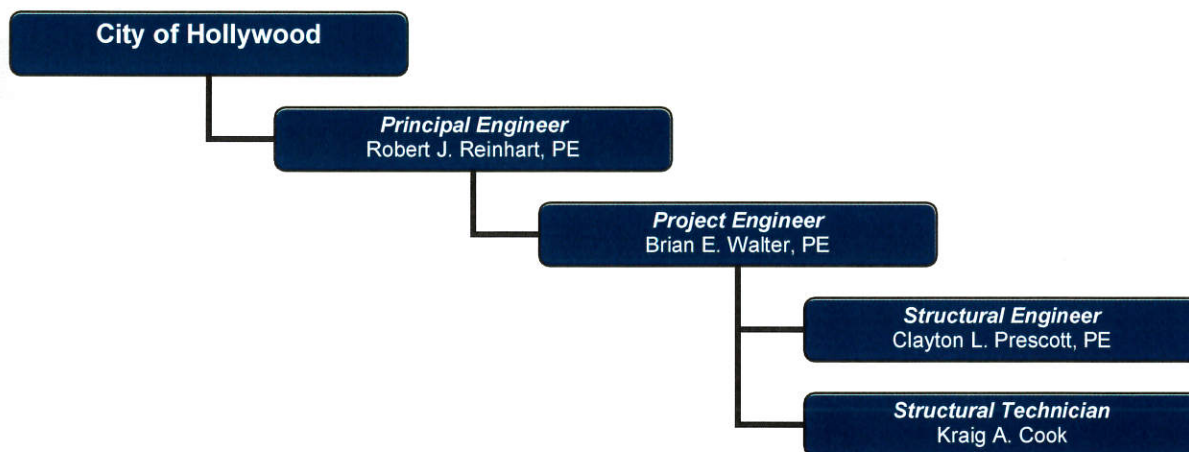 City of Hollywood
Principal Engineer
Robert J. Reinhart, PE
Project Engineer
Brian E. Walter, PE
Structural Engineer
Clayton L. Prescott, PE
Structural Technician
Kraig A. Cook